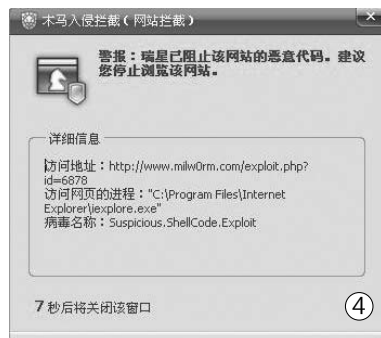 木马入侵拦截(网站拦截)
警报:瑞星已阻止该网站的恶意代码。建议
您停止浏览该网站。
详细信息
访问地址:http://www.milw0rm.com/exploit.php?
id=6878
访问网页的进程:"C:\Program Files\Internet
Explorer\iexplore.exe"
病毒名称:Suspicious.ShellCode.Exploit
7 秒后将关闭该窗口
④